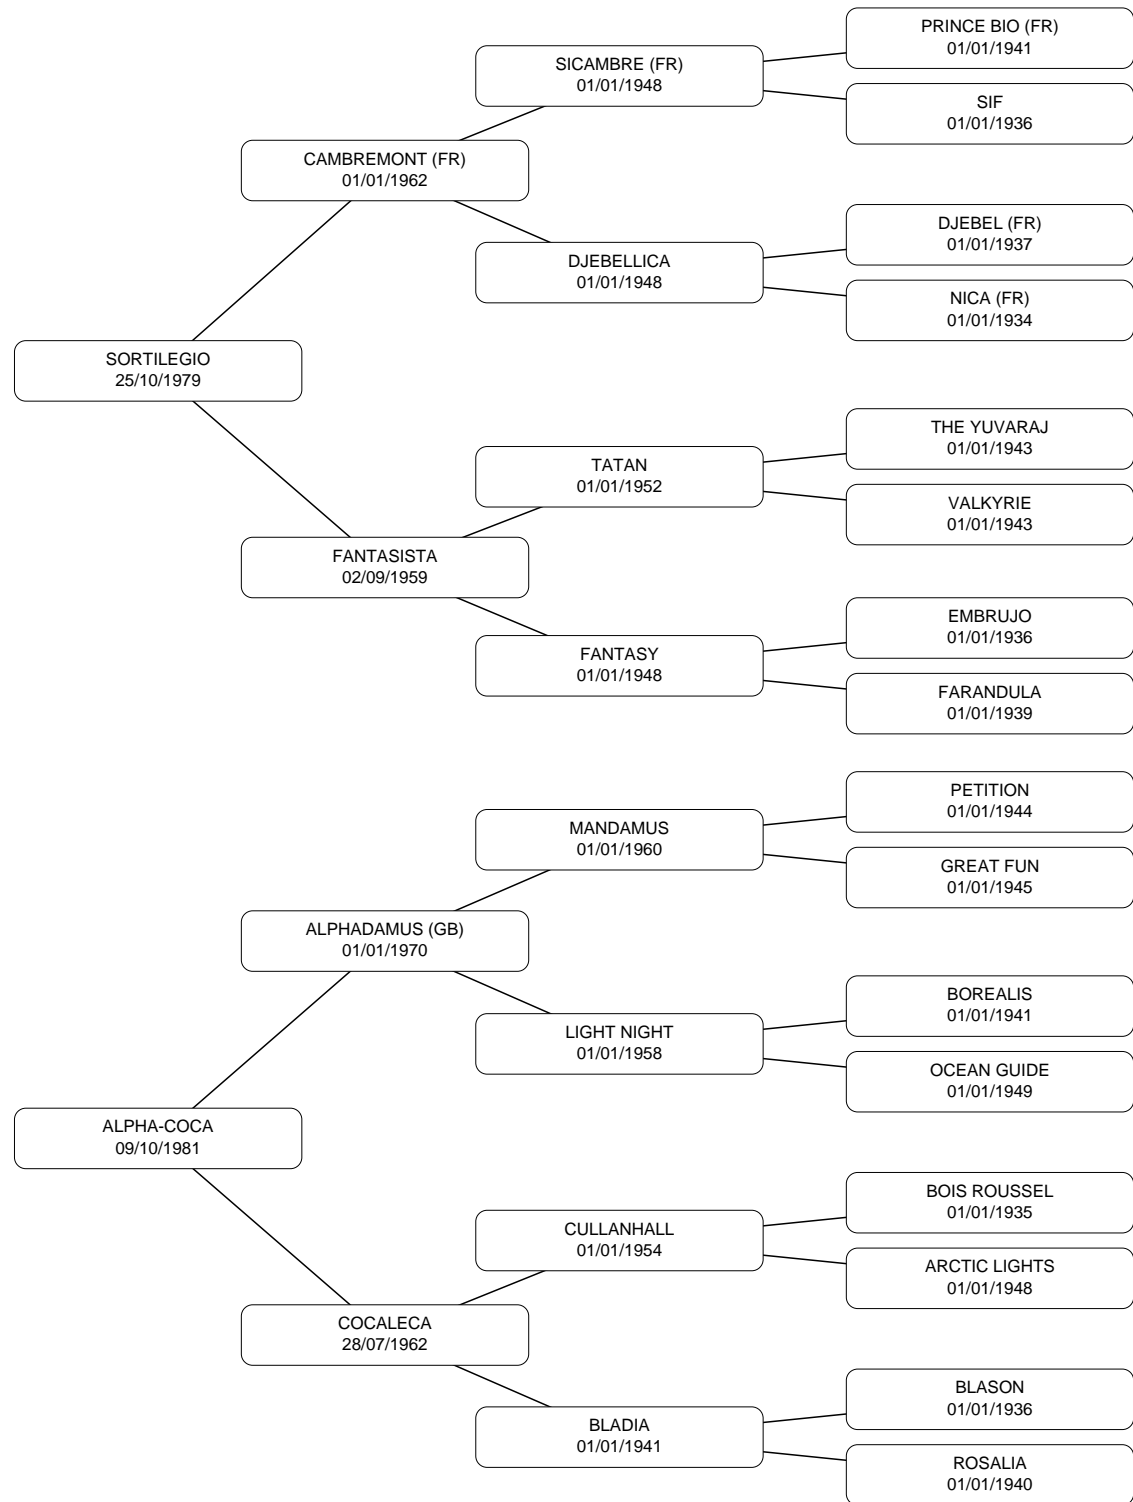 PRINCE BIO (FR)
01/01/1941
SICAMBRE (FR)
01/01/1948
SIF
01/01/1936
CAMBREMONT (FR)
01/01/1962
DJEBEL (FR)
01/01/1937
DJEBELLICA
01/01/1948
NICA (FR)
01/01/1934
SORTILEGIO
25/10/1979
THE YUVARAJ
01/01/1943
TATAN
01/01/1952
VALKYRIE
01/01/1943
FANTASISTA
02/09/1959
EMBRUJO
01/01/1936
FANTASY
01/01/1948
FARANDULA
01/01/1939
PETITION
01/01/1944
MANDAMUS
01/01/1960
GREAT FUN
01/01/1945
ALPHADAMUS (GB)
01/01/1970
BOREALIS
01/01/1941
LIGHT NIGHT
01/01/1958
OCEAN GUIDE
01/01/1949
ALPHA-COCA
09/10/1981
BOIS ROUSSEL
01/01/1935
CULLANHALL
01/01/1954
ARCTIC LIGHTS
01/01/1948
COCALECA
28/07/1962
BLASON
01/01/1936
BLADIA
01/01/1941
ROSALIA
01/01/1940